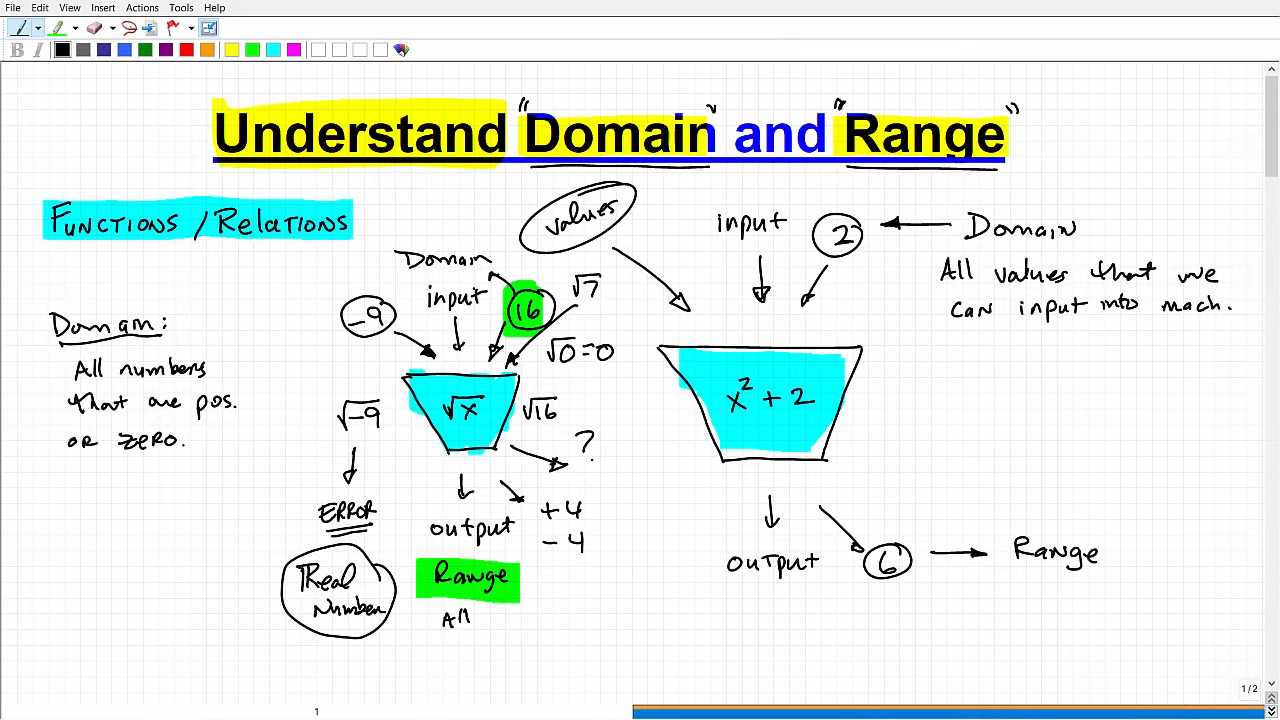 File Edit View Insert Actions Tools Help
B I
Understand "Domain" and "Range"
FUNCTIONS / RELATIONS
values
input 2 ← Domain
All values that we
can input into mach.
Domain
input
-9
16
√7
√0 = 0
Domain:
All numbers
that are pos.
or zero.
√-9
√x
√16
x² + 2
?
ERROR
output
+4
-4
output 6 → Range
Real
Number
Range
All
1/2
1